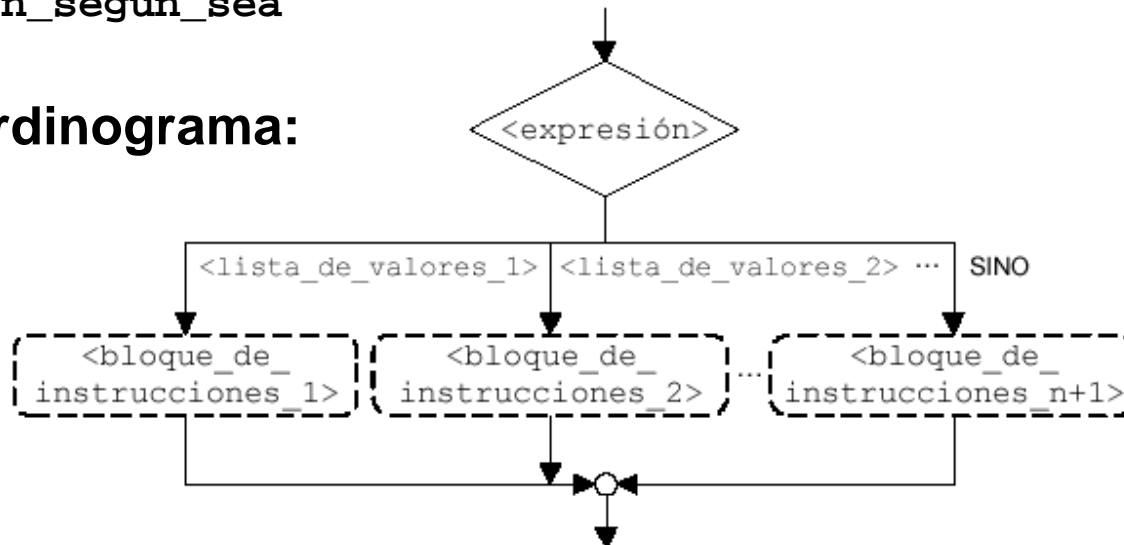 n_segun_sea
rdinograma:
<expresión>
<lista_de_valores_1> <lista_de_valores_2> ... SINO
<bloque_de_
instrucciones_1>
<bloque_de_
instrucciones_2>
...
<bloque_de_
instrucciones_n+1>